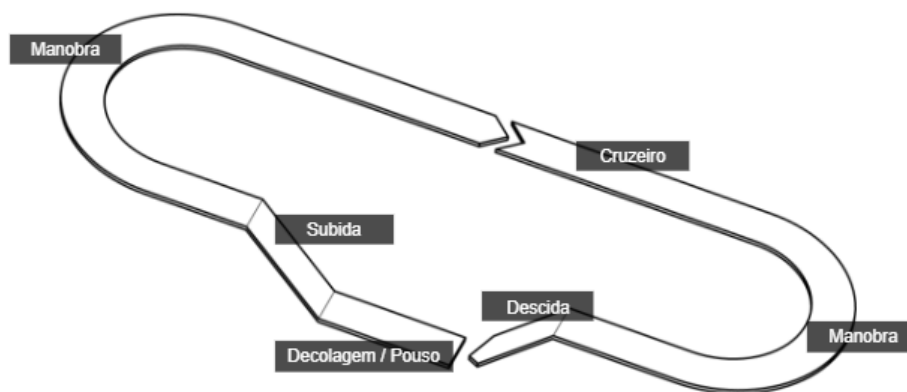 Manobra
Cruzeiro
Subida
Descida
Manobra
Decolagem / Pouso